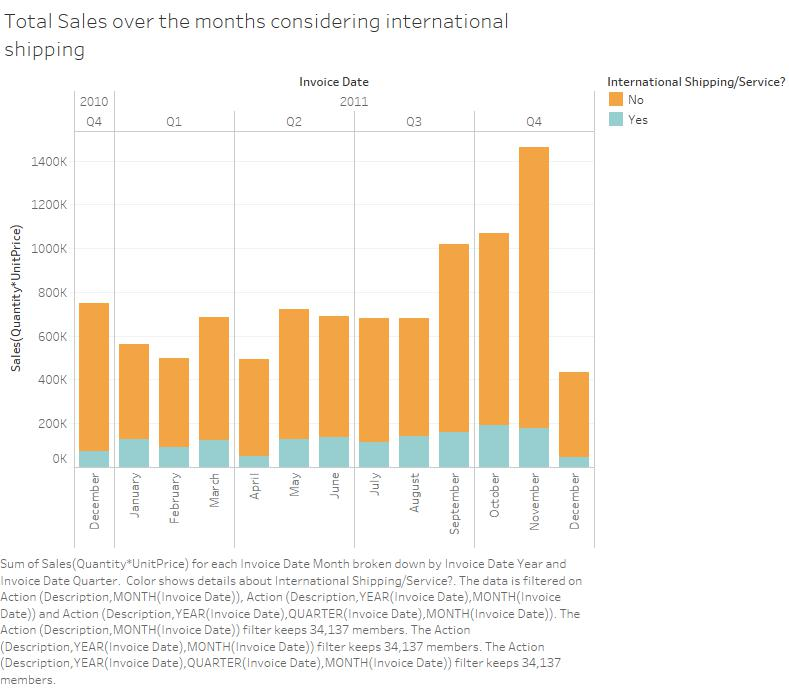 Total Sales over the months considering international
shipping
Invoice Date
International Shipping/Service?
2010
2011
No
Q4
Q1
Q2
Q3
Q4
Yes
1400K
1200K
1000K
800K
600K
400K
200K
0K
Sales(Quantity*UnitPrice)
December
January
February
March
April
May
June
July
August
September
October
November
December
Sum of Sales(Quantity*UnitPrice) for each Invoice Date Month broken down by Invoice Date Year and
Invoice Date Quarter.  Color shows details about International Shipping/Service?. The data is filtered on
Action (Description,MONTH(Invoice Date)), Action (Description,YEAR(Invoice Date),MONTH(Invoice
Date)) and Action (Description,YEAR(Invoice Date),QUARTER(Invoice Date),MONTH(Invoice Date)). The
Action (Description,MONTH(Invoice Date)) filter keeps 34,137 members. The Action
(Description,YEAR(Invoice Date),MONTH(Invoice Date)) filter keeps 34,137 members. The Action
(Description,YEAR(Invoice Date),QUARTER(Invoice Date),MONTH(Invoice Date)) filter keeps 34,137
members.